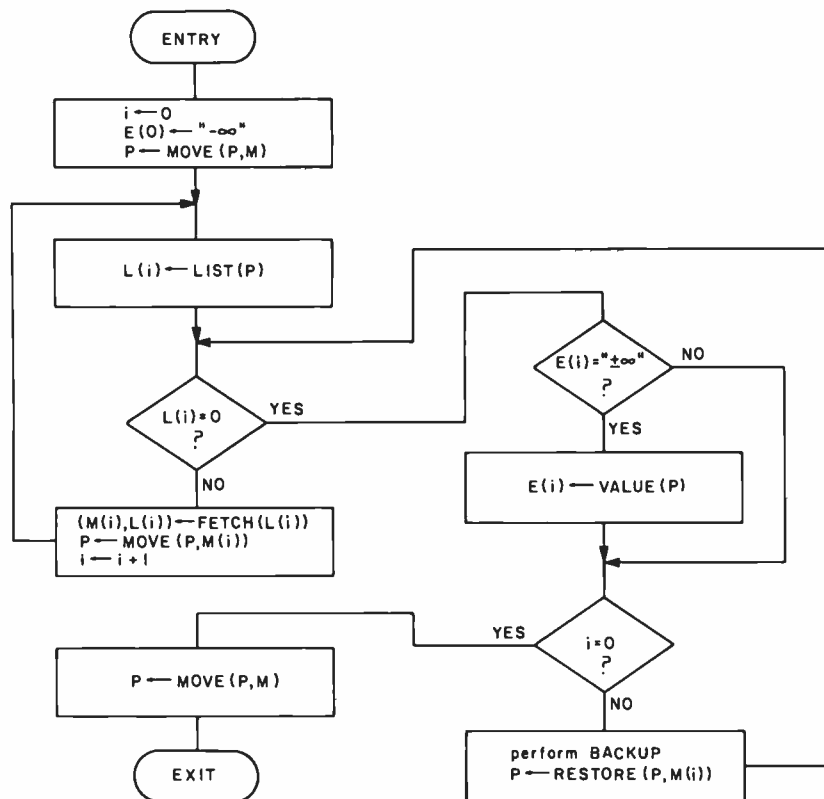 ENTRY
i ← 0
E(0) ← "-∞"
P ← MOVE (P,M)
L(i) ← LIST(P)
L(i)=0
?
YES
NO
(M(i),L(i)) ← FETCH(L(i))
P ← MOVE(P,M(i))
i ← i+1
E(i)="±∞"
?
NO
YES
E(i) ← VALUE(P)
i=0
?
YES
NO
P ← MOVE(P,M)
EXIT
perform BACKUP
P ← RESTORE (P,M(i))